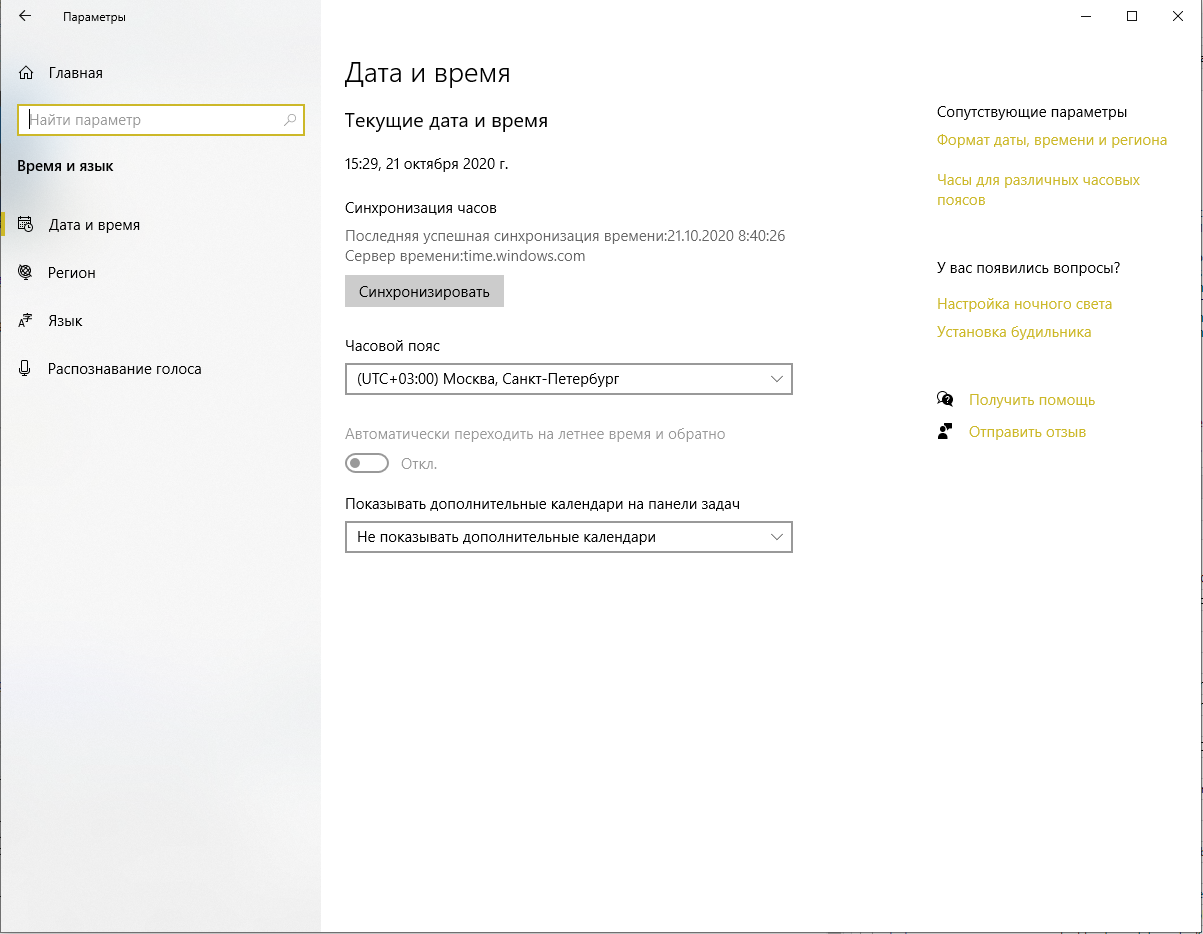 Параметры
Главная
Найти параметр
Время и язык
Дата и время
Регион
Язык
Распознавание голоса
Дата и время
Текущие дата и время
15:29, 21 октября 2020 г.
Синхронизация часов
Последняя успешная синхронизация времени:21.10.2020 8:40:26
Сервер времени:time.windows.com
Синхронизировать
Часовой пояс
(UTC+03:00) Москва, Санкт-Петербург
Автоматически переходить на летнее время и обратно
Откл.
Показывать дополнительные календари на панели задач
Не показывать дополнительные календари
Сопутствующие параметры
Формат даты, времени и региона
Часы для различных часовых
поясов
У вас появились вопросы?
Настройка ночного света
Установка будильника
Получить помощь
Отправить отзыв